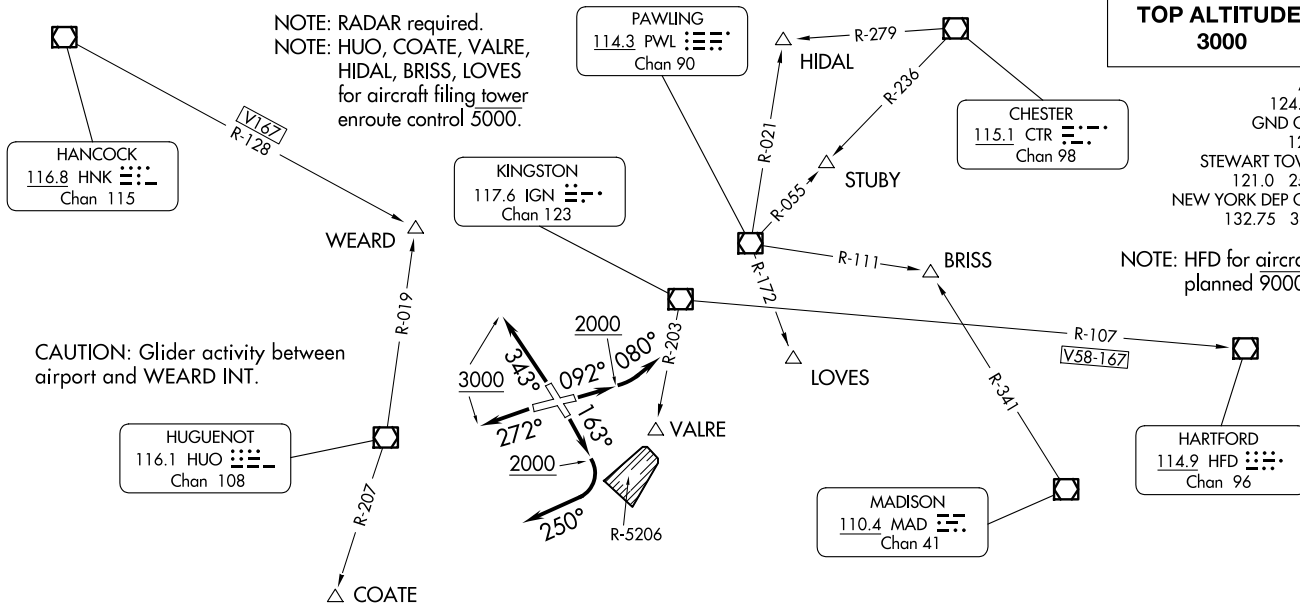 NOTE: RADAR required.
NOTE: HUO, COATE, VALRE,
HIDAL, BRISS, LOVES
for aircraft filing tower
enroute control 5000.
PAWLING
114.3 PWL
Chan 90
R-279
HIDAL
R-236
R-021
TOP ALTITUDE
3000
CHESTER
115.1 CTR
Chan 98
124.
GND
12
STEWART
121.0
NEW YORK DEP
132.75
V167
R-128
HANCOCK
116.8 HNK
Chan 115
KINGSTON
117.6 IGN
Chan 123
STUBY
R-055
WEARD
R-111
BRISS
R-172
NOTE: HFD for
planned 9000
R-019
R-203
R-107
V58-167
CAUTION: Glider activity between
airport and WEARD INT.
2000
080°
343°
092°
3000
163°
272°
LOVES
R-341
VALRE
HUGUENOT
116.1 HUO
Chan 108
2000
250°
R-5206
HARTFORD
114.9 HFD
Chan 96
MADISON
110.4 MAD
Chan 41
R-207
COATE